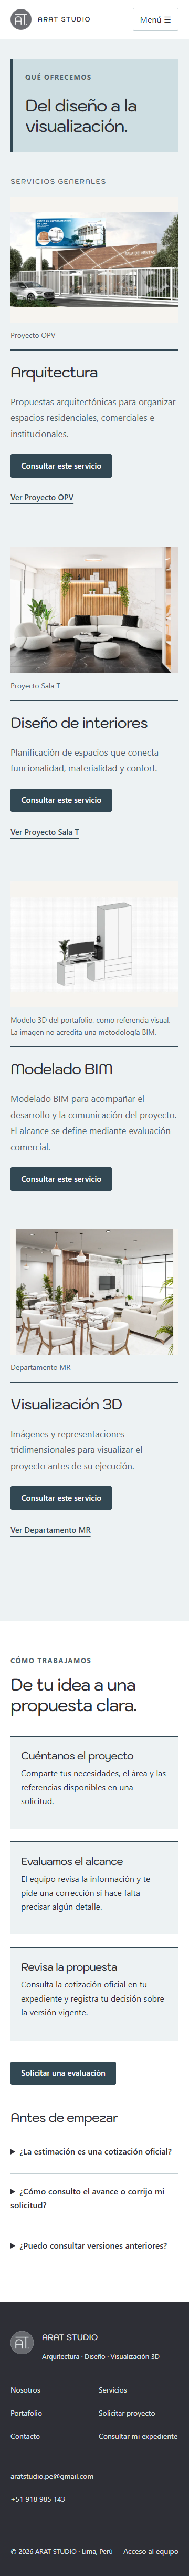 AT ARAT STUDIO
Menú ☰
QUÉ OFRECEMOS
Del diseño a la
visualización.
SERVICIOS GENERALES
SALA DE VENTAS
Proyecto OPV
Arquitectura
Propuestas arquitectónicas para organizar
espacios residenciales, comerciales e
institucionales.
Consultar este servicio
Ver Proyecto OPV
Proyecto Sala T
Diseño de interiores
Planificación de espacios que conecta
funcionalidad, materialidad y confort.
Consultar este servicio
Ver Proyecto Sala T
Modelo 3D del portafolio, como referencia visual.
La imagen no acredita una metodología BIM.
Modelado BIM
Modelado BIM para acompañar el
desarrollo y la comunicación del proyecto.
El alcance se define mediante evaluación
comercial.
Consultar este servicio
Departamento MR
Visualización 3D
Imágenes y representaciones
tridimensionales para visualizar el
proyecto antes de su ejecución.
Consultar este servicio
Ver Departamento MR
CÓMO TRABAJAMOS
De tu idea a una
propuesta clara.
Cuéntanos el proyecto
Comparte tus necesidades, el área y las
referencias disponibles en una
solicitud.
Evaluamos el alcance
El equipo revisa la información y te
pide una corrección si hace falta
precisar algún detalle.
Revisa la propuesta
Consulta la cotización oficial en tu
expediente y registra tu decisión sobre
la versión vigente.
Solicitar una evaluación
Antes de empezar
¿La estimación es una cotización oficial?
¿Cómo consulto el avance o corrijo mi
solicitud?
¿Puedo consultar versiones anteriores?
AT ARAT STUDIO
Arquitectura · Diseño · Visualización 3D
Nosotros Servicios
Portafolio Solicitar proyecto
Contacto Consultar mi expediente
aratstudio.pe@gmail.com
+51 918 985 143
© 2026 ARAT STUDIO · Lima, Perú Acceso al equipo